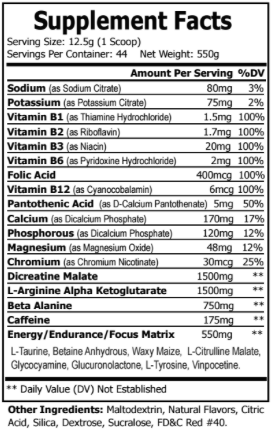 Supplement Facts
Serving Size: 12.5g (1 Scoop)
Servings Per Container: 44 Net Weight: 550g
Amount Per Serving %DV
Sodium (as Sodium Citrate) 80mg 3%
Potassium (as Potassium Citrate) 75mg 2%
Vitamin B1 (as Thiamine Hydrochloride) 1.5mg 100%
Vitamin B2 (as Riboflavin) 1.7mg 100%
Vitamin B3 (as Niacin) 20mg 100%
Vitamin B6 (as Pyridoxine Hydrochloride) 2mg 100%
Folic Acid 400mcg 100%
Vitamin B12 (as Cyanocobalamin) 6mcg 100%
Pantothenic Acid (as D-Calcium Pantothenate) 5mg 50%
Calcium (as Dicalcium Phosphate) 170mg 17%
Phosphorous (as Dicalcium Phosphate) 120mg 12%
Magnesium (as Magnesium Oxide) 48mg 12%
Chromium (as Chromium Nicotinate) 30mcg 25%
Dicreatine Malate 1500mg **
L-Arginine Alpha Ketoglutarate 1500mg **
Beta Alanine 750mg **
Caffeine 175mg **
Energy/Endurance/Focus Matrix 550mg **
L-Taurine, Betaine Anhydrous, Waxy Maize, L-Citrulline Malate,
Glycocyamine, Glucuronolactone, L-Tyrosine, Vinpocetine.
** Daily Value (DV) Not Established
Other Ingredients: Maltodextrin, Natural Flavors, Citric
Acid, Silica, Dextrose, Sucralose, FD&C Red #40.